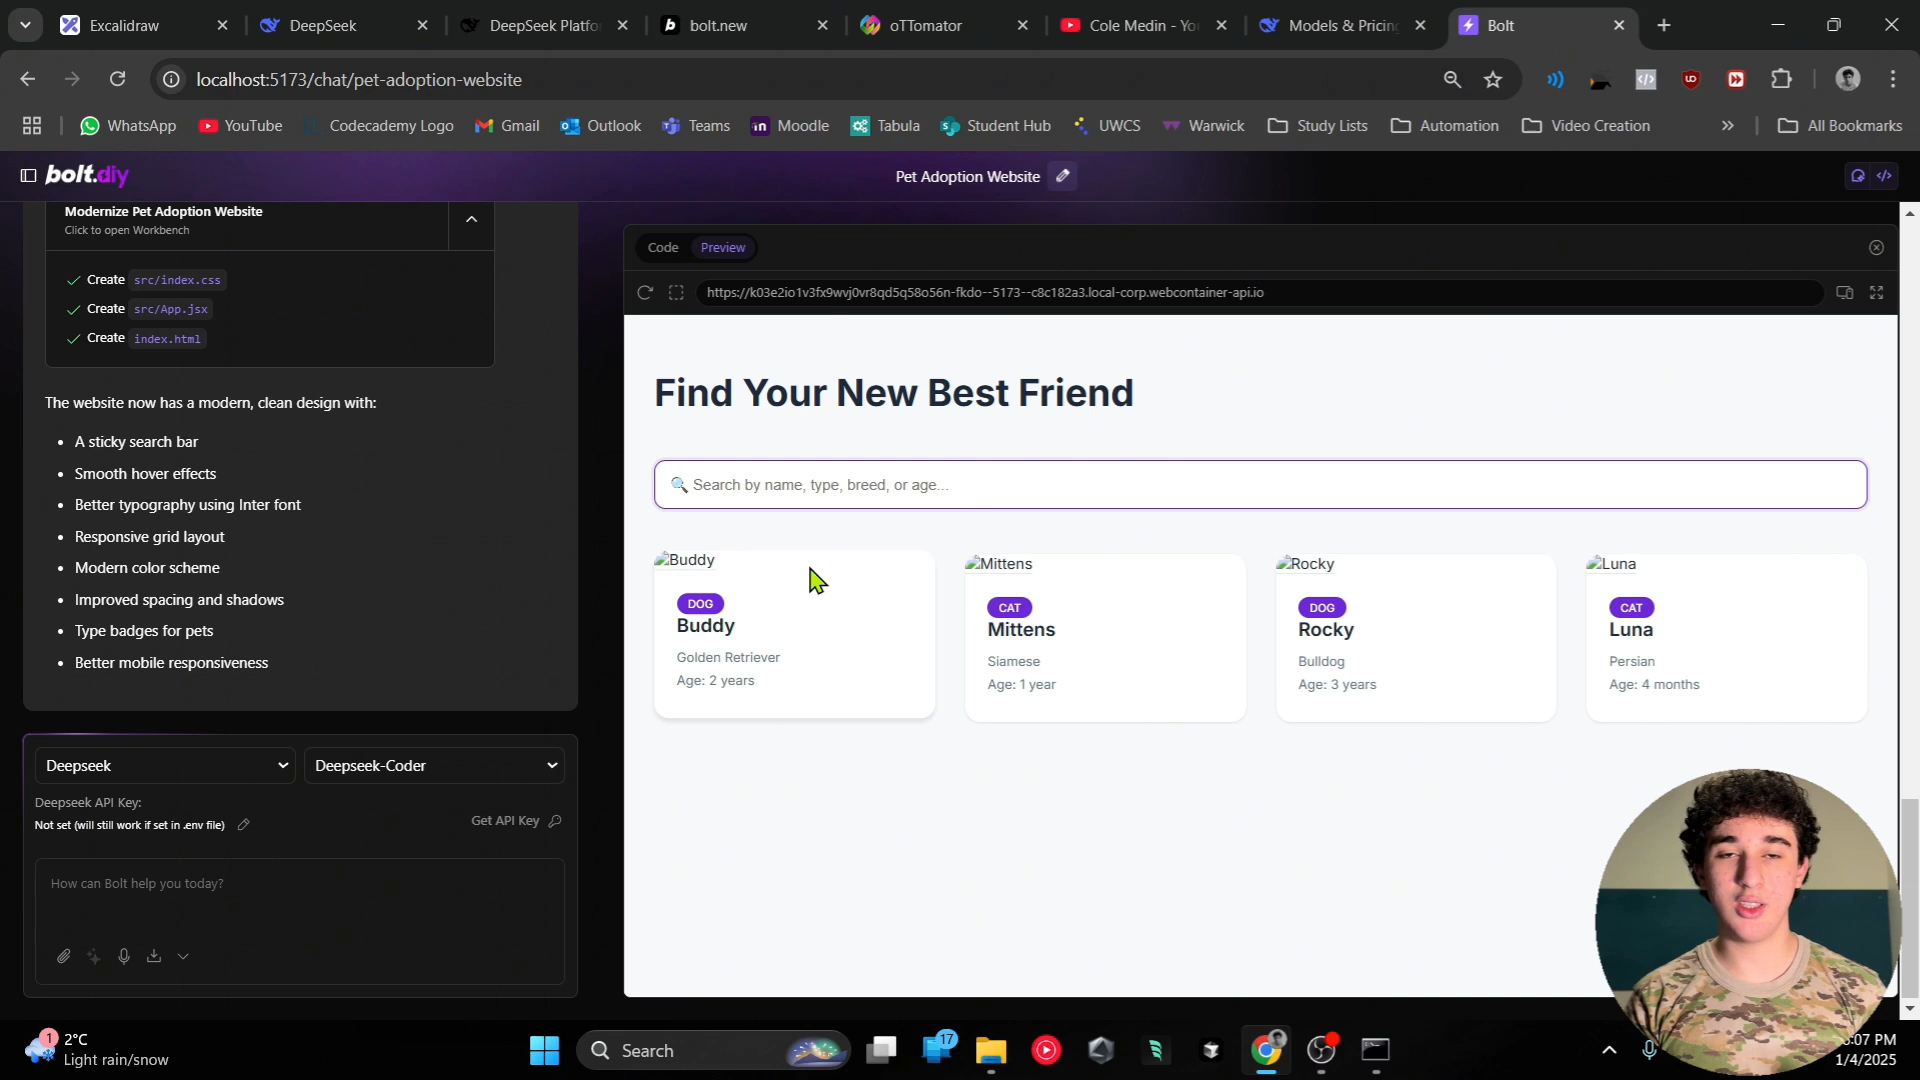 Excalidraw
DeepSeek
DeepSeek Platfo
bolt.new
oTTomator
Cole Medin - Yo
Models & Pricing
Bolt
localhost:5173/chat/pet-adoption-website
WhatsApp
YouTube
Codecademy Logo
Gmail
Outlook
Teams
Moodle
Tabula
Student Hub
UWCS
Warwick
Study Lists
Automation
Video Creation
All Bookmarks
bolt.diy
Pet Adoption Website
Modernize Pet Adoption Website
Click to open Workbench
Create src/index.css
Create src/App.jsx
Create index.html
The website now has a modern, clean design with:
• A sticky search bar
• Smooth hover effects
• Better typography using Inter font
• Responsive grid layout
• Modern color scheme
• Improved spacing and shadows
• Type badges for pets
• Better mobile responsiveness
Deepseek
Deepseek-Coder
Deepseek API Key:
Not set (will still work if set in .env file)
Get API Key
How can Bolt help you today?
Code
Preview
https://k03e2io1v3fx9wvj0vr8qd5q58o56n-fkdo--5173--c8c182a3.local-corp.webcontainer-api.io
Find Your New Best Friend
🔍 Search by name, type, breed, or age...
Buddy
DOG
Buddy
Golden Retriever
Age: 2 years
Mittens
CAT
Mittens
Siamese
Age: 1 year
Rocky
DOG
Rocky
Bulldog
Age: 3 years
Luna
CAT
Luna
Persian
Age: 4 months
1
2°C
Light rain/snow
Search
17
:07 PM
1/4/2025